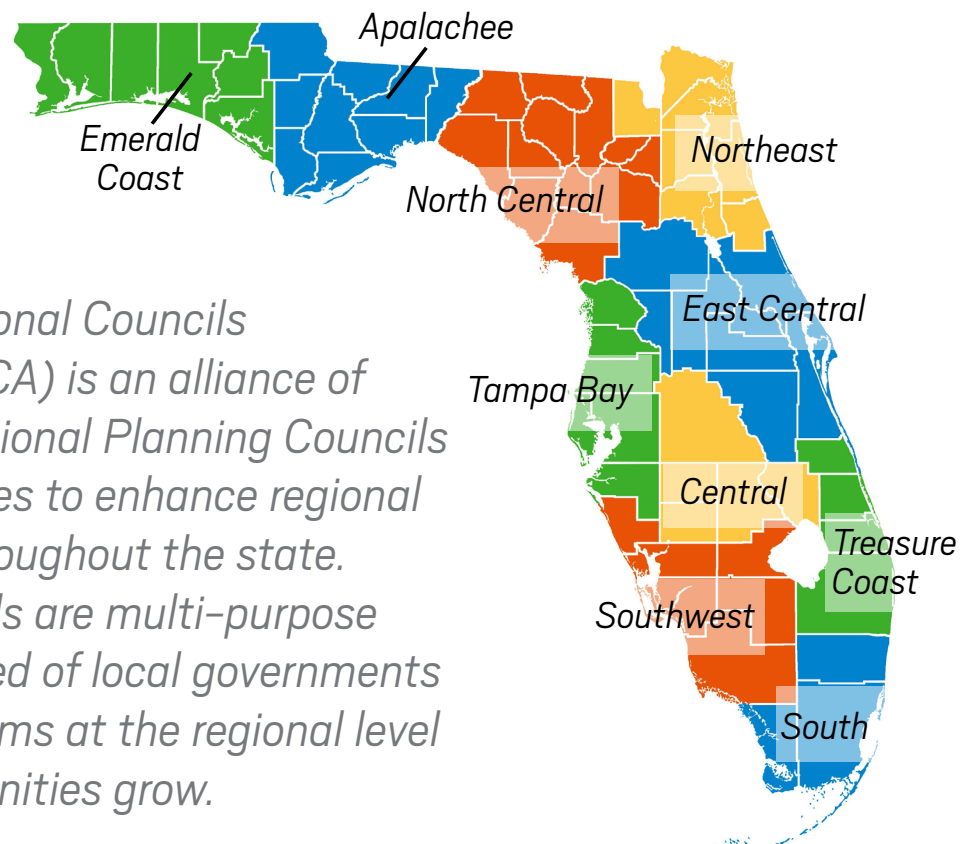 Apalachee
Emerald
Coast
Northeast
North Central
East Central
Tampa Bay
Central
Treasure
Coast
Southwest
South
onal Councils
CA) is an alliance of
ional Planning Councils
es to enhance regional
oughout the state.
ls are multi-purpose
ed of local governments
ms at the regional level
nities grow.